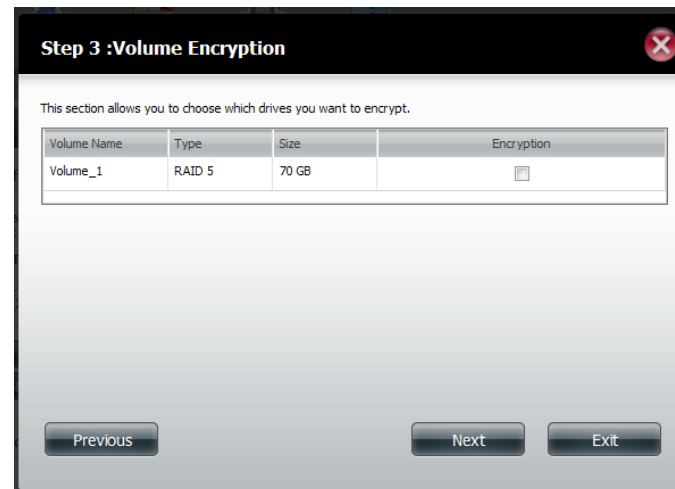 Step 3 :Volume Encryption
This section allows you to choose which drives you want to encrypt.
Volume Name Type Size Encryption
Volume_1 RAID 5 70 GB
Previous Next Exit